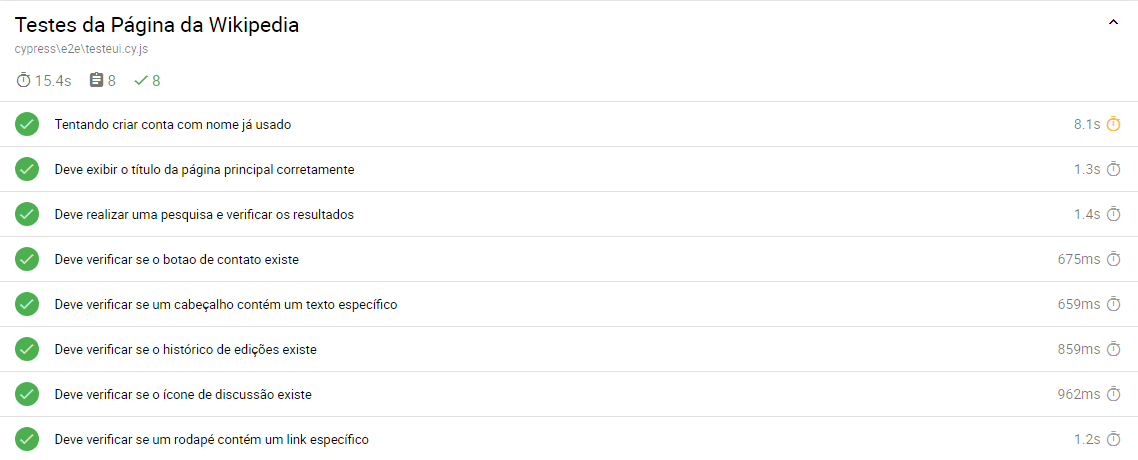 Testes da Página da Wikipedia
cypress\e2e\testeui.cy.js
15.4s 8 8
Tentando criar conta com nome já usado 8.1s
Deve exibir o título da página principal corretamente 1.3s
Deve realizar uma pesquisa e verificar os resultados 1.4s
Deve verificar se o botao de contato existe 675ms
Deve verificar se um cabeçalho contém um texto específico 659ms
Deve verificar se o histórico de edições existe 859ms
Deve verificar se o ícone de discussão existe 962ms
Deve verificar se um rodapé contém um link específico 1.2s